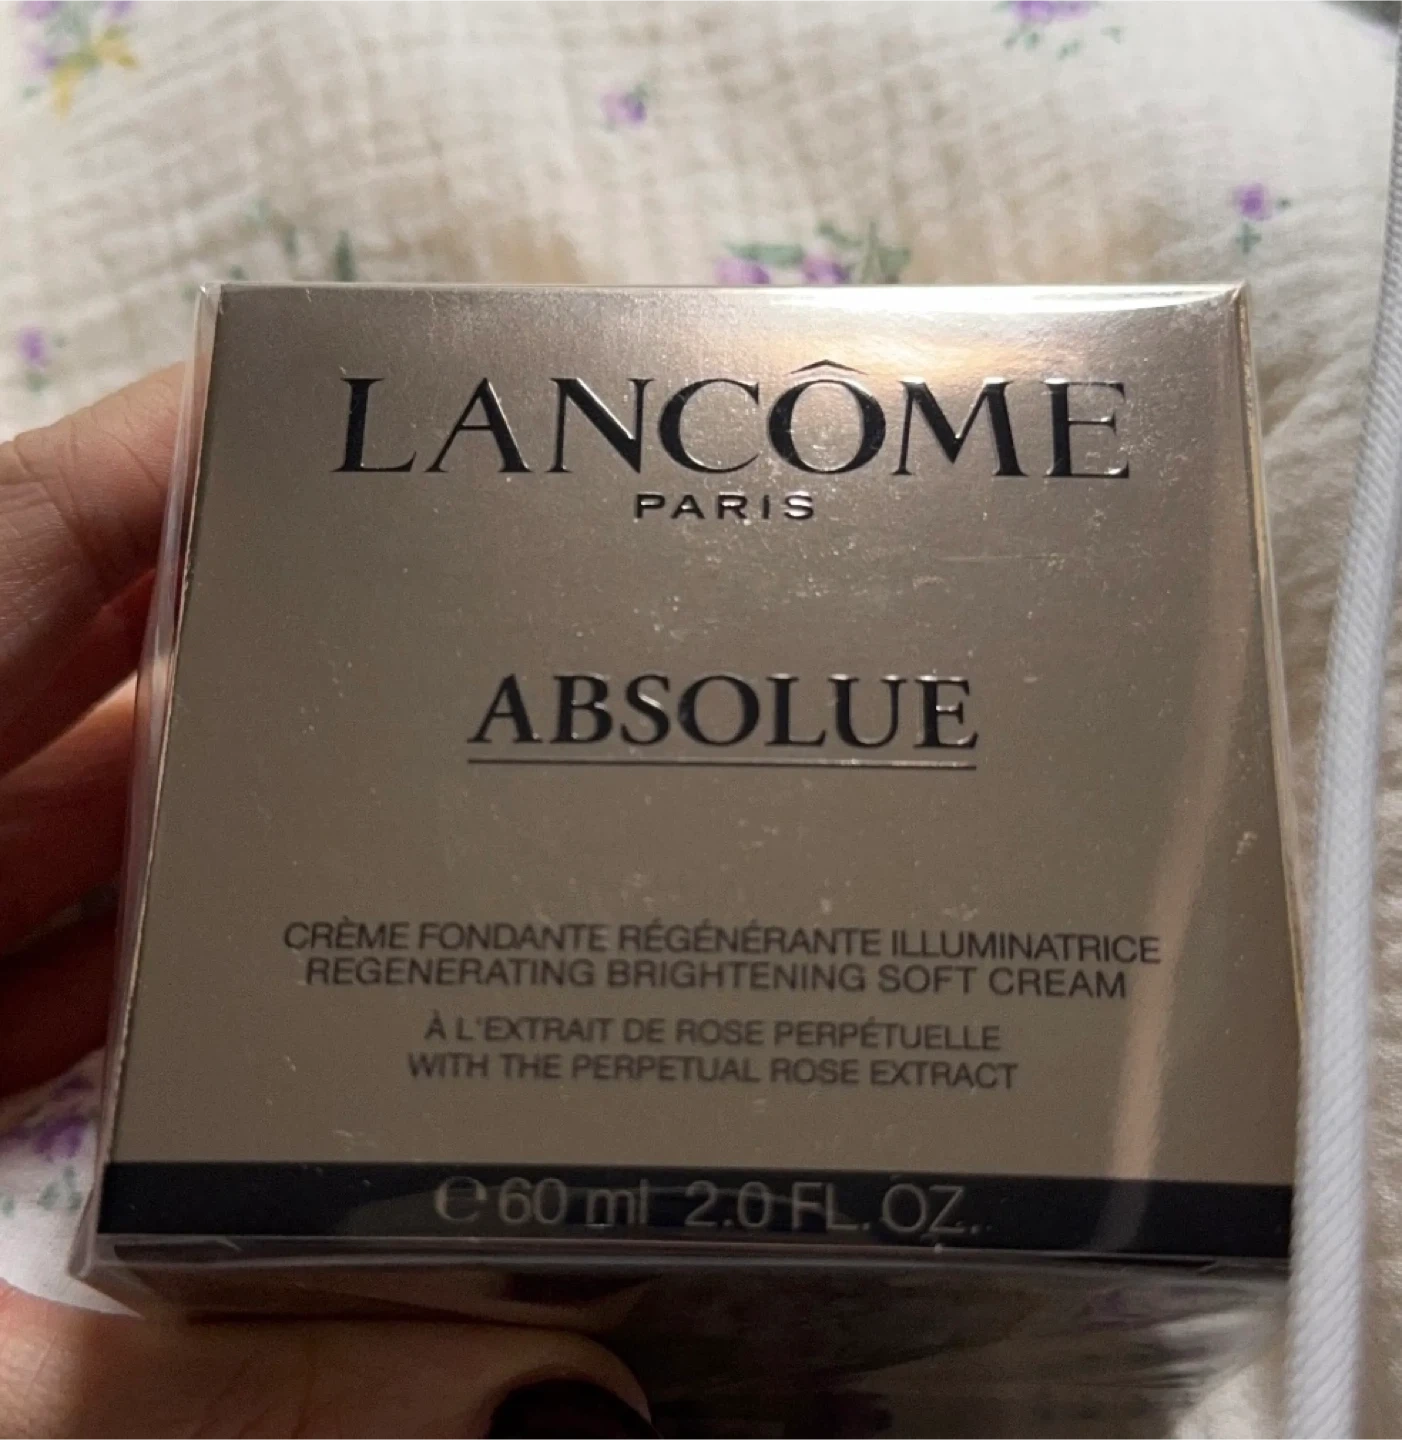 LANCÔME
PARIS
ABSOLUE
CRÈME FONDANTE RÉGÉNÉRANTE ILLUMINATRICE
REGENERATING BRIGHTENING SOFT CREAM
À L'EXTRAIT DE ROSE PERPÉTUELLE
WITH THE PERPETUAL ROSE EXTRACT
℮ 60 ml 2.0 FL. OZ.